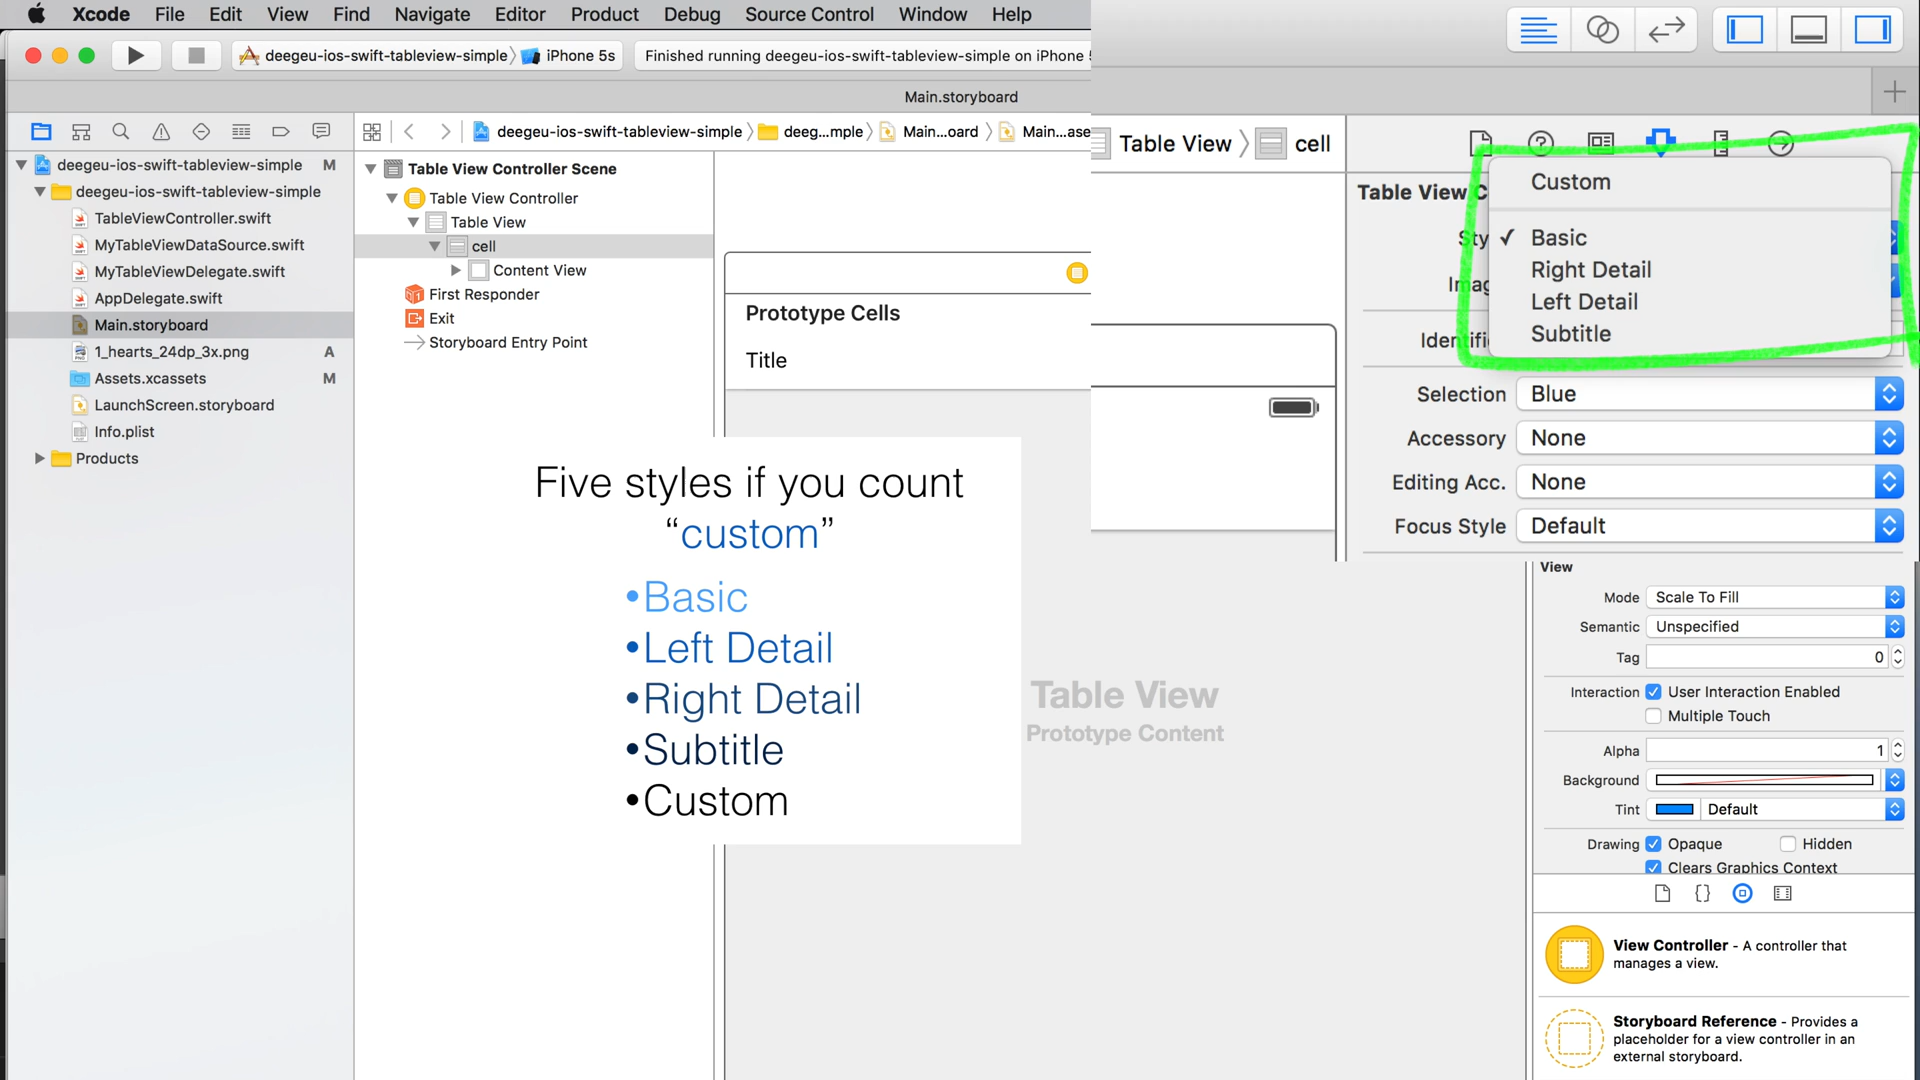 Xcode File Edit View Find Navigate Editor Product Debug Source Control Window Help
deegeu-ios-swift-tableview-simple iPhone 5s
Finished running deegeu-ios-swift-tableview-simple on iPhone
Main.storyboard
deegeu-ios-swift-tableview-simple deeg...mple Main...oard Main...ase
Table View cell
deegeu-ios-swift-tableview-simple M
deegeu-ios-swift-tableview-simple
TableViewController.swift
MyTableViewDataSource.swift
MyTableViewDelegate.swift
AppDelegate.swift
Main.storyboard
1_hearts_24dp_3x.png A
Assets.xcassets M
LaunchScreen.storyboard
Info.plist
Products
Table View Controller Scene
Table View Controller
Table View
cell
Content View
First Responder
Exit
Storyboard Entry Point
Prototype Cells
Title
Five styles if you count
“custom”
•Basic
•Left Detail
•Right Detail
•Subtitle
•Custom
Table View
Prototype Content
Table View C
Custom
Sty ✓ Basic
Right Detail
Imag
Left Detail
Subtitle
Identifi
Selection Blue
Accessory None
Editing Acc. None
Focus Style Default
View
Mode Scale To Fill
Semantic Unspecified
Tag 0
Interaction User Interaction Enabled
Multiple Touch
Alpha 1
Background
Tint Default
Drawing Opaque Hidden
Clears Graphics Context
{}
View Controller - A controller that
manages a view.
Storyboard Reference - Provides a
placeholder for a view controller in an
external storyboard.